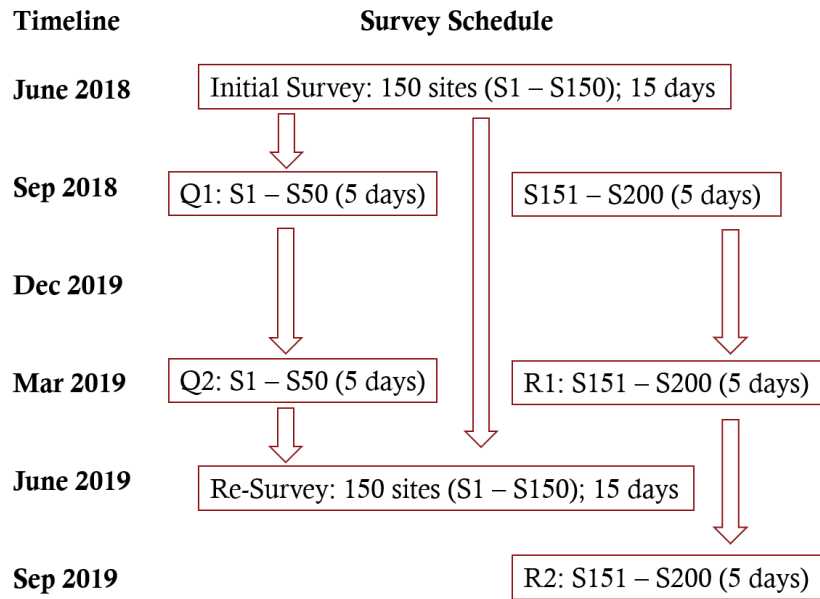 Timeline Survey Schedule
June 2018 Initial Survey: 150 sites (S1 – S150); 15 days
Sep 2018 Q1: S1 – S50 (5 days) S151 – S200 (5 days)
Dec 2019
Mar 2019 Q2: S1 – S50 (5 days) R1: S151 – S200 (5 days)
June 2019 Re-Survey: 150 sites (S1 – S150); 15 days
Sep 2019 R2: S151 – S200 (5 days)